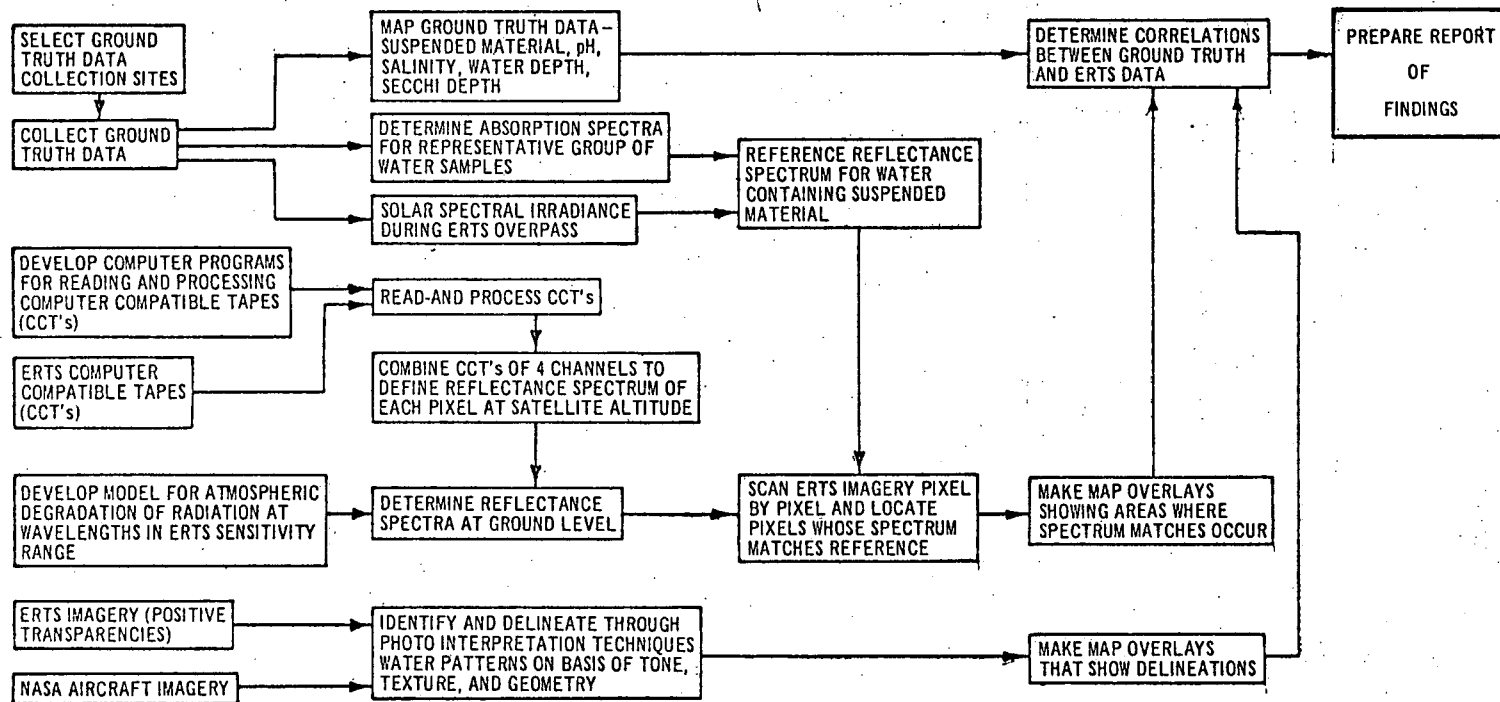 SELECT GROUND
TRUTH DATA
COLLECTION SITES
COLLECT GROUND
TRUTH DATA
MAP GROUND TRUTH DATA–
SUSPENDED MATERIAL, pH,
SALINITY, WATER DEPTH,
SECCHI DEPTH
DETERMINE ABSORPTION SPECTRA
FOR REPRESENTATIVE GROUP OF
WATER SAMPLES
SOLAR SPECTRAL IRRADIANCE
DURING ERTS OVERPASS
REFERENCE REFLECTANCE
SPECTRUM FOR WATER
CONTAINING SUSPENDED
MATERIAL
DETERMINE CORRELATIONS
BETWEEN GROUND TRUTH
AND ERTS DATA
PREPARE REPORT
OF
FINDINGS
DEVELOP COMPUTER PROGRAMS
FOR READING AND PROCESSING
COMPUTER COMPATIBLE TAPES
(CCT's)
READ-AND PROCESS CCT's
ERTS COMPUTER
COMPATIBLE TAPES
(CCT's)
COMBINE CCT's OF 4 CHANNELS TO
DEFINE REFLECTANCE SPECTRUM OF
EACH PIXEL AT SATELLITE ALTITUDE
DEVELOP MODEL FOR ATMOSPHERIC
DEGRADATION OF RADIATION AT
WAVELENGTHS IN ERTS SENSITIVITY
RANGE
DETERMINE REFLECTANCE
SPECTRA AT GROUND LEVEL
SCAN ERTS IMAGERY PIXEL
BY PIXEL AND LOCATE
PIXELS WHOSE SPECTRUM
MATCHES REFERENCE
MAKE MAP OVERLAYS
SHOWING AREAS WHERE
SPECTRUM MATCHES OCCUR
ERTS IMAGERY (POSITIVE
TRANSPARENCIES)
NASA AIRCRAFT IMAGERY
IDENTIFY AND DELINEATE THROUGH
PHOTO INTERPRETATION TECHNIQUES
WATER PATTERNS ON BASIS OF TONE,
TEXTURE, AND GEOMETRY
MAKE MAP OVERLAYS
THAT SHOW DELINEATIONS